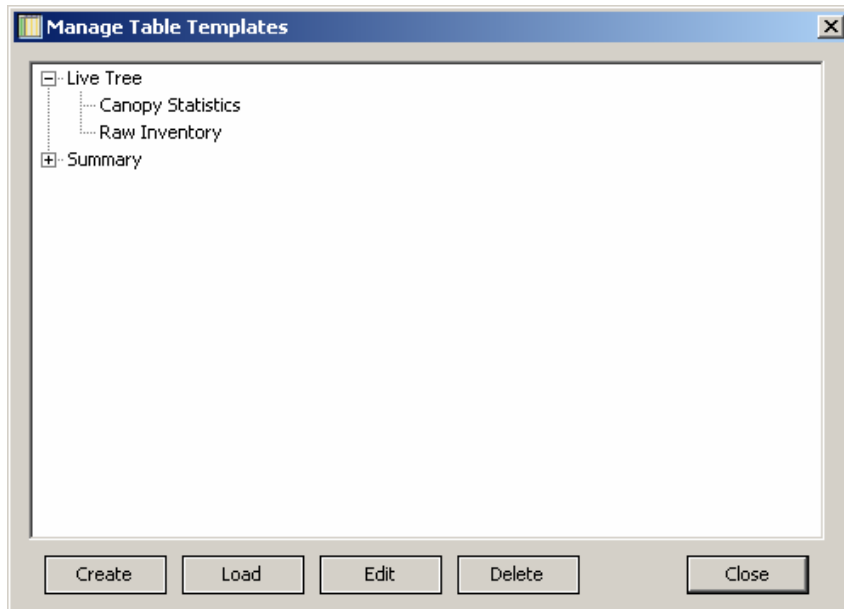 Manage Table Templates
Live Tree
Canopy Statistics
Raw Inventory
Summary
Create Load Edit Delete Close